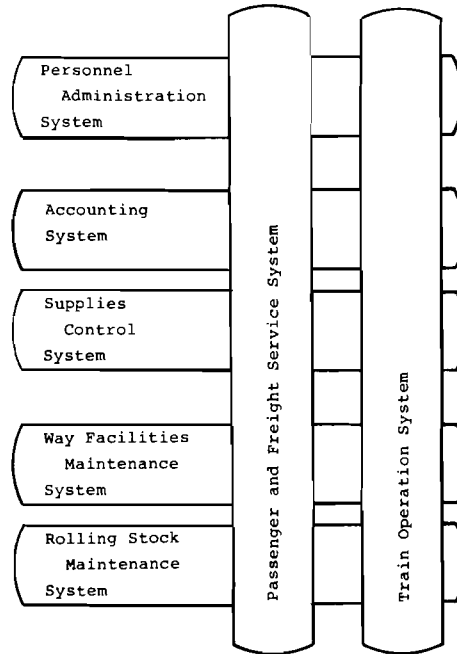 Personnel
Administration
System
Accounting
System
Supplies
Control
System
Way Facilities
Maintenance
System
Rolling Stock
Maintenance
System
Passenger and Freight Service System
Train Operation System